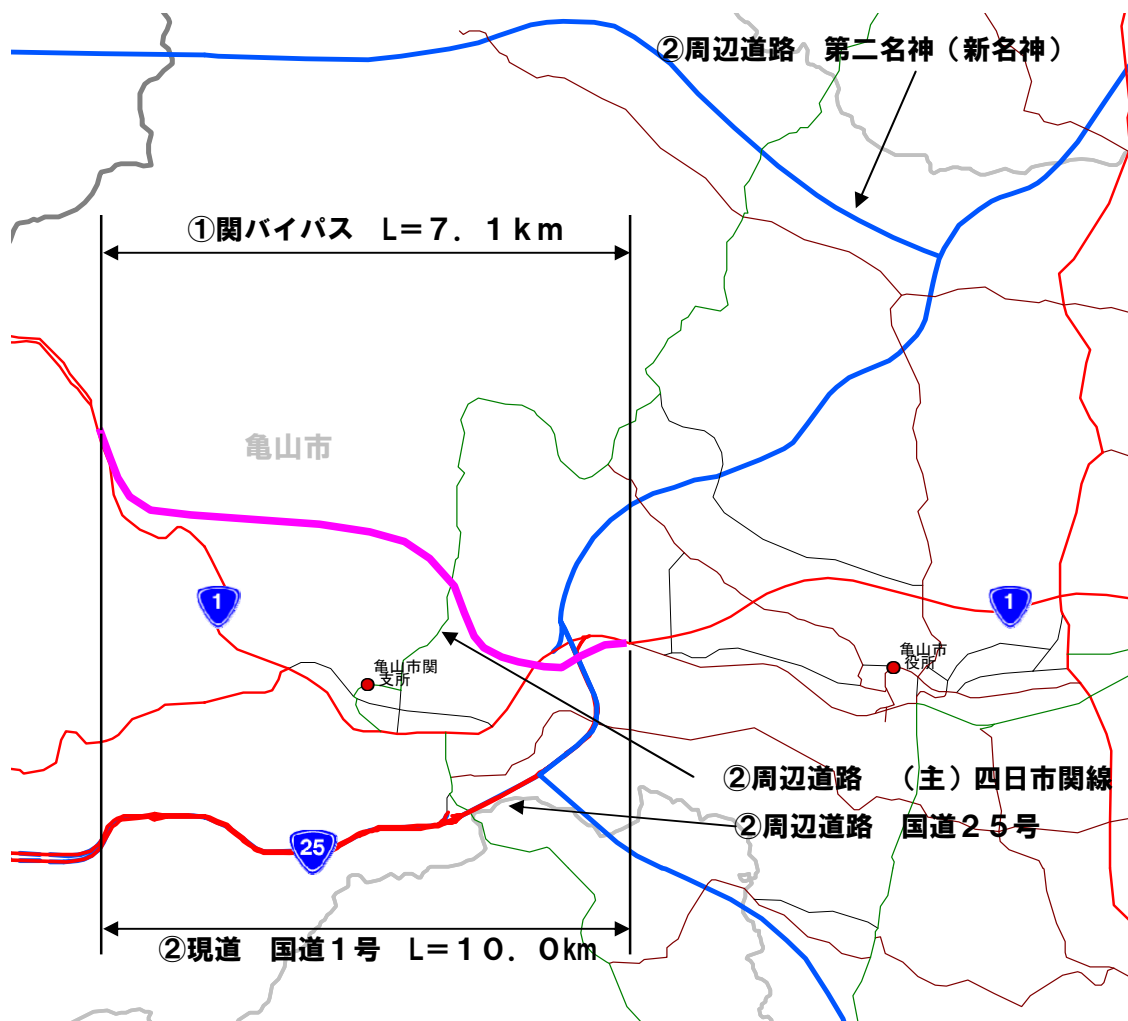 ②周辺道路　第二名神（新名神）
①関バイパス　L＝７．１ｋｍ
亀山市
1
1
亀山市関
支所
亀山市
役所
②周辺道路　（主）四日市関線
②周辺道路　国道２５号
25
②現道　国道１号　L＝１０．０km